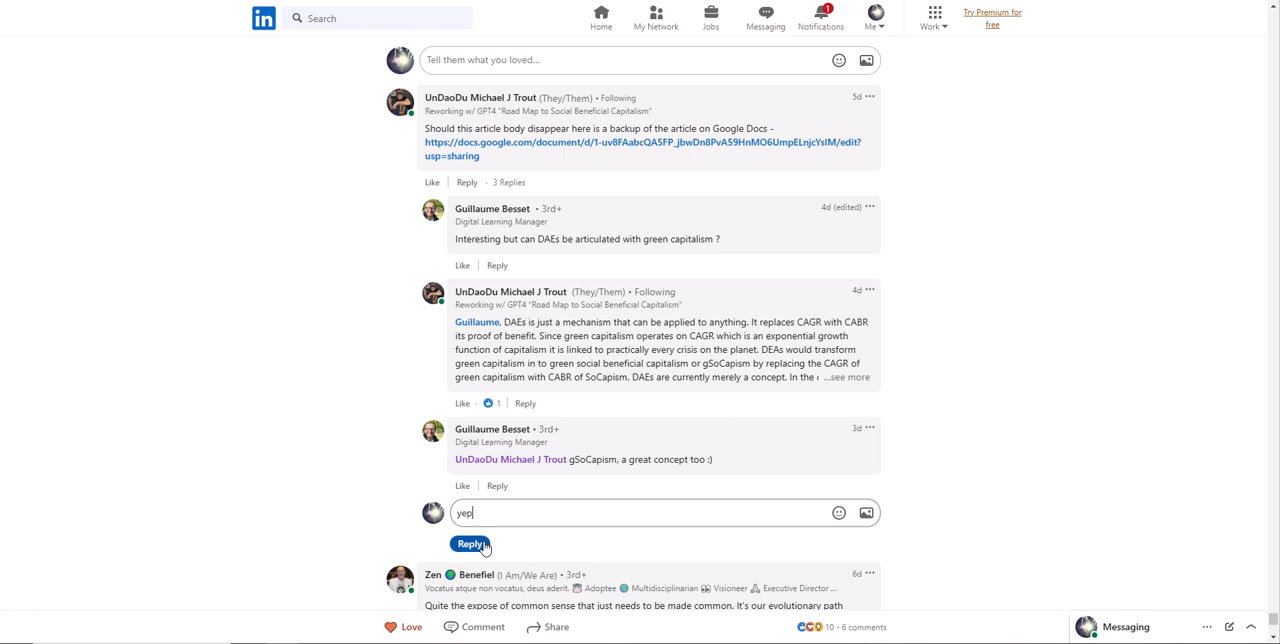 in
Search
Home
My Network
Jobs
Messaging
1
Notifications
Me
Work
Try Premium for
free
Tell them what you loved...
UnDaoDu Michael J Trout (They/Them) • Following
5d
Reworking w/ GPT4 "Road Map to Social Beneficial Capitalism"
Should this article body disappear here is a backup of the article on Google Docs -
https://docs.google.com/document/d/1-uv8FAabcQA5FP_jbwDn8PvA59HnMO6UmpELnjcYsIM/edit?
usp=sharing
Like | Reply · 3 Replies
Guillaume Besset • 3rd+
4d (edited)
Digital Learning Manager
Interesting but can DAEs be articulated with green capitalism ?
Like | Reply
UnDaoDu Michael J Trout (They/Them) • Following
4d
Reworking w/ GPT4 "Road Map to Social Beneficial Capitalism"
Guillaume, DAEs is just a mechanism that can be applied to anything. It replaces CAGR with CABR
its proof of benefit. Since green capitalism operates on CAGR which is an exponential growth
function of capitalism it is linked to practically every crisis on the planet. DEAs would transform
green capitalism in to green social beneficial capitalism or gSoCapism by replacing the CAGR of
green capitalism with CABR of SoCapism. DAEs are currently merely a concept. In the ...see more
Like · 1 | Reply
Guillaume Besset • 3rd+
3d
Digital Learning Manager
UnDaoDu Michael J Trout gSoCapism, a great concept too :)
Like | Reply
yep
Reply
Zen Benefiel (I Am/We Are) • 3rd+
6d
Vocatus atque non vocatus, deus aderit. Adoptee Multidisciplinarian Visioneer Executive Director ...
Quite the expose of common sense that just needs to be made common. It's our evolutionary path
Love
Comment
Share
10 · 6 comments
Messaging